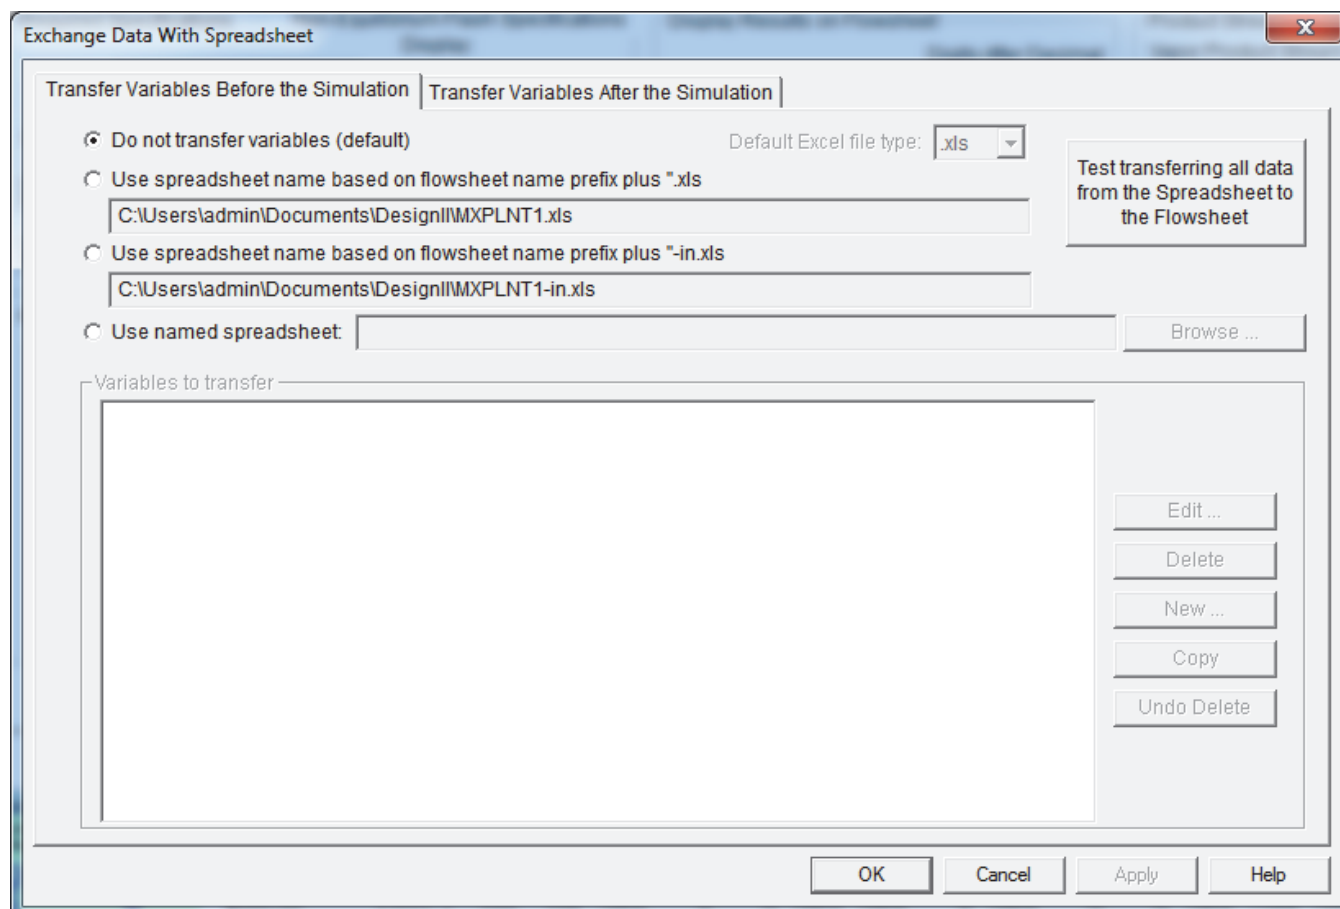 Exchange Data With Spreadsheet
Transfer Variables Before the Simulation
Transfer Variables After the Simulation
Do not transfer variables (default)
Default Excel file type:
.xls
Test transferring all data
from the Spreadsheet to
the Flowsheet
Use spreadsheet name based on flowsheet name prefix plus ".xls
C:\Users\admin\Documents\DesignII\MXPLNT1.xls
Use spreadsheet name based on flowsheet name prefix plus "-in.xls
C:\Users\admin\Documents\DesignII\MXPLNT1-in.xls
Use named spreadsheet:
Browse ...
Variables to transfer
Edit ...
Delete
New ...
Copy
Undo Delete
OK
Cancel
Apply
Help